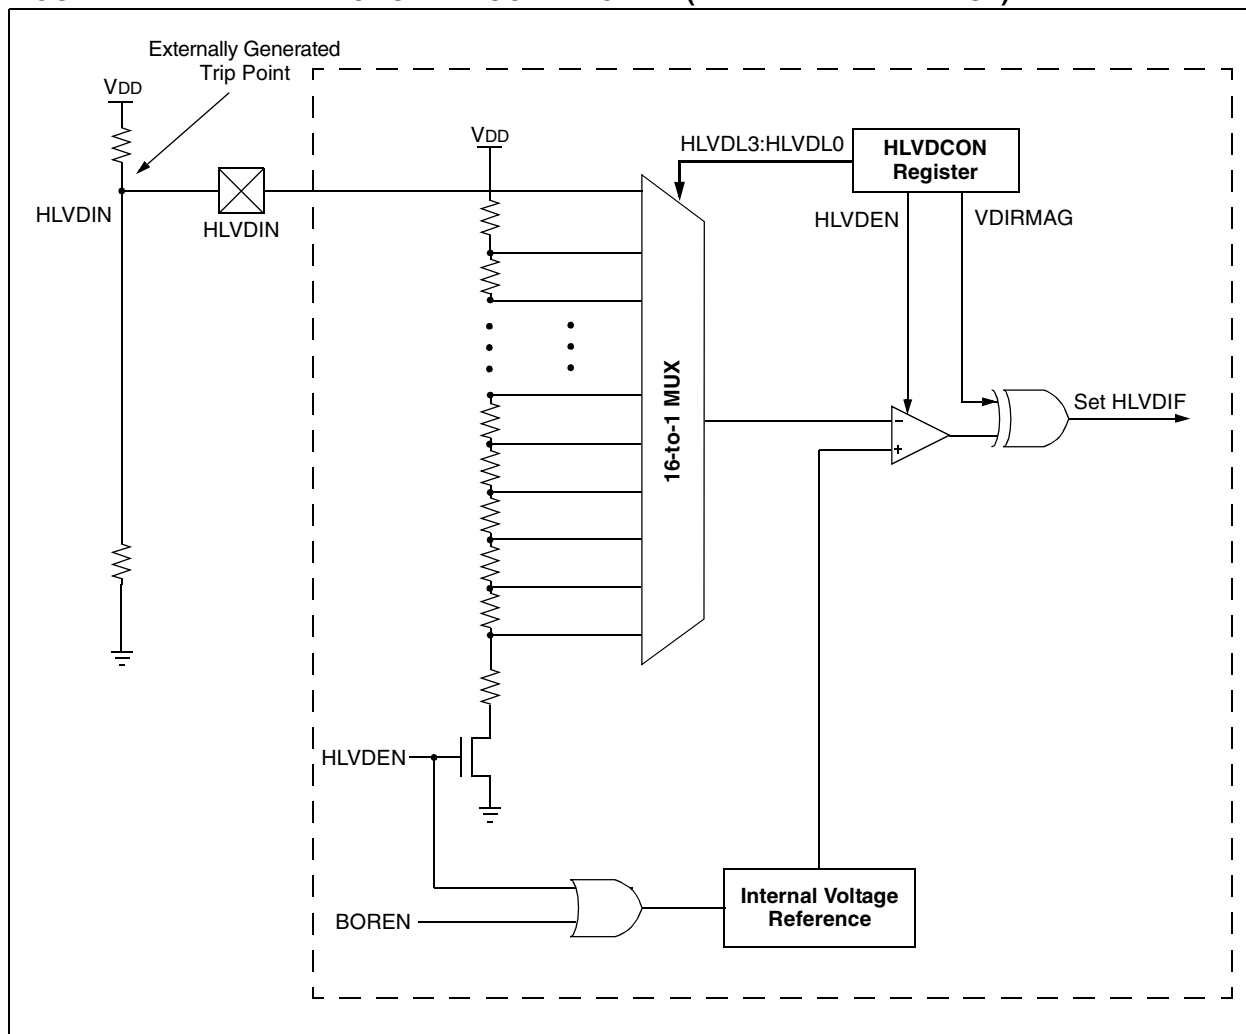 Externally Generated
Trip Point
VDD
VDD
HLVDL3:HLVDL0
HLVDCON
Register
HLVDIN
HLVDIN
HLVDEN
VDIRMAG
16-to-1 MUX
–
+
Set HLVDIF
HLVDEN
BOREN
Internal Voltage
Reference